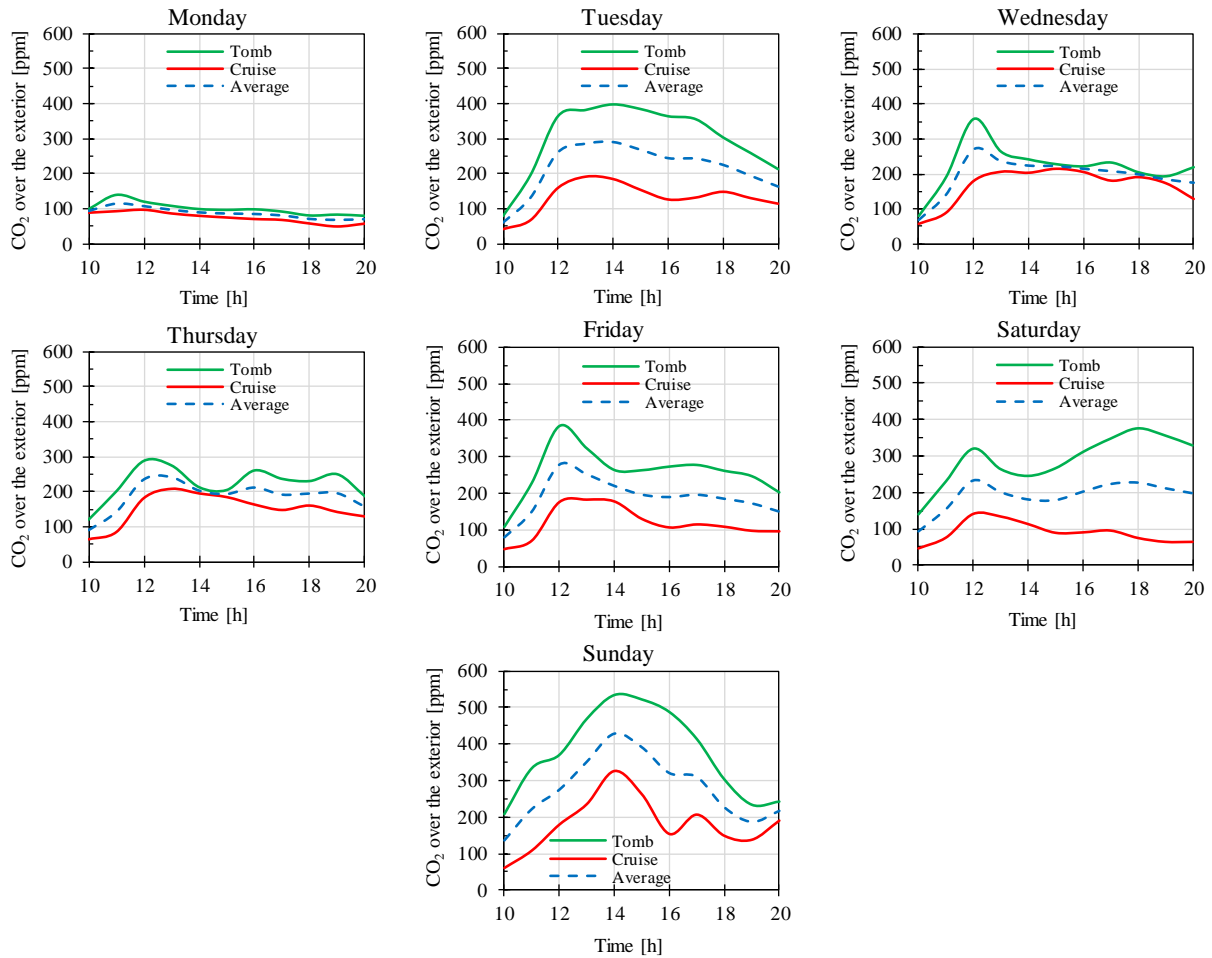 Monday
CO₂ over the exterior [ppm]
600
500
400
300
200
100
0
Tomb
Cruise
Average
10 12 14 16 18 20
Time [h]
Tuesday
CO₂ over the exterior [ppm]
600
500
400
300
200
100
0
Tomb
Cruise
Average
10 12 14 16 18 20
Time [h]
Wednesday
CO₂ over the exterior [ppm]
600
500
400
300
200
100
0
Tomb
Cruise
Average
10 12 14 16 18 20
Time [h]
Thursday
CO₂ over the exterior [ppm]
600
500
400
300
200
100
0
Tomb
Cruise
Average
10 12 14 16 18 20
Time [h]
Friday
CO₂ over the exterior [ppm]
600
500
400
300
200
100
0
Tomb
Cruise
Average
10 12 14 16 18 20
Time [h]
Saturday
CO₂ over the exterior [ppm]
600
500
400
300
200
100
0
Tomb
Cruise
Average
10 12 14 16 18 20
Time [h]
Sunday
CO₂ over the exterior [ppm]
600
500
400
300
200
100
0
Tomb
Cruise
Average
10 12 14 16 18 20
Time [h]